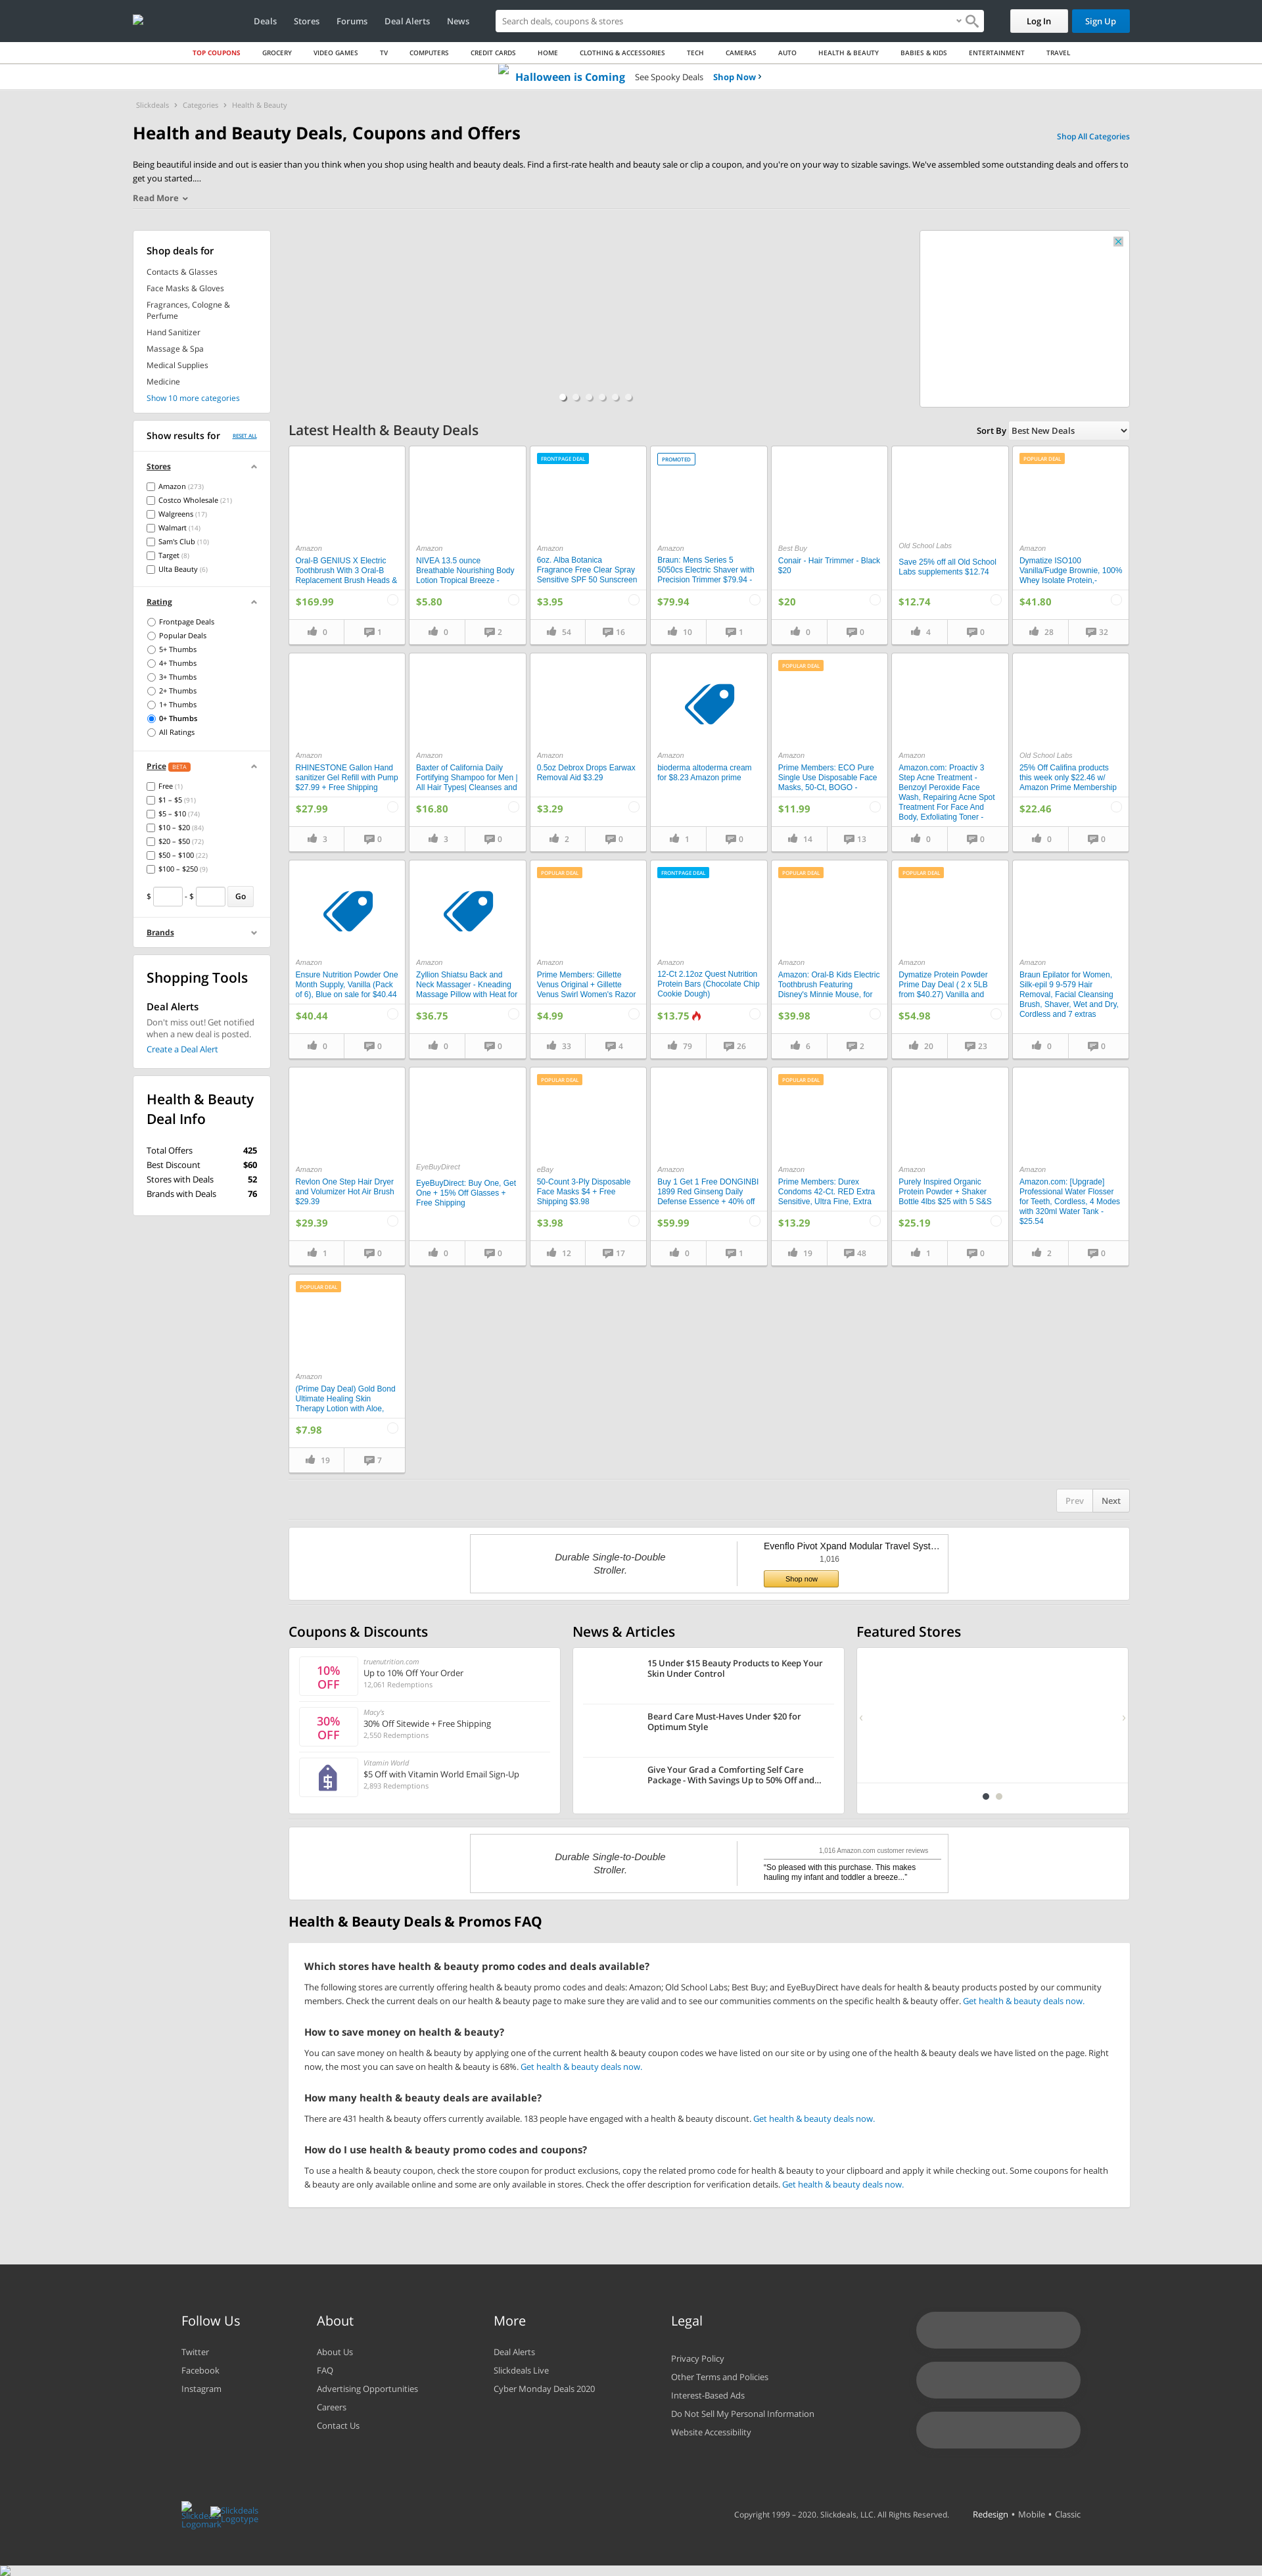 Deals Stores Forums Deal Alerts News
Search deals, coupons & stores
Log In Sign Up
TOP COUPONS GROCERY VIDEO GAMES TV COMPUTERS CREDIT CARDS HOME CLOTHING & ACCESSORIES TECH CAMERAS AUTO HEALTH & BEAUTY BABIES & KIDS ENTERTAINMENT TRAVEL
Halloween is Coming See Spooky Deals Shop Now
Slickdeals Categories Health & Beauty
Health and Beauty Deals, Coupons and Offers
Shop All Categories
Being beautiful inside and out is easier than you think when you shop using health and beauty deals. Find a first-rate health and beauty sale or clip a coupon, and you're on your way to sizable savings. We've assembled some outstanding deals and offers to
get you started....
Read More
Shop deals for
Contacts & Glasses
Face Masks & Gloves
Fragrances, Cologne &
Perfume
Hand Sanitizer
Massage & Spa
Medical Supplies
Medicine
Show 10 more categories
Show results for RESET ALL
Stores
Amazon (273)
Costco Wholesale (21)
Walgreens (17)
Walmart (14)
Sam's Club (10)
Target (8)
Ulta Beauty (6)
Rating
Frontpage Deals
Popular Deals
5+ Thumbs
4+ Thumbs
3+ Thumbs
2+ Thumbs
1+ Thumbs
0+ Thumbs
All Ratings
Price BETA
Free (1)
$1 – $5 (91)
$5 – $10 (74)
$10 – $20 (84)
$20 – $50 (72)
$50 – $100 (22)
$100 – $250 (9)
$ - $ Go
Brands
Shopping Tools
Deal Alerts
Don't miss out! Get notified
when a new deal is posted.
Create a Deal Alert
Health & Beauty
Deal Info
Total Offers 425
Best Discount $60
Stores with Deals 52
Brands with Deals 76
Latest Health & Beauty Deals
Sort By Best New Deals
Amazon
Oral-B GENIUS X Electric
Toothbrush With 3 Oral-B
Replacement Brush Heads &
$169.99
0 1
Amazon
NIVEA 13.5 ounce
Breathable Nourishing Body
Lotion Tropical Breeze -
$5.80
0 2
FRONTPAGE DEAL
Amazon
6oz. Alba Botanica
Fragrance Free Clear Spray
Sensitive SPF 50 Sunscreen
$3.95
54 16
PROMOTED
Amazon
Braun: Mens Series 5
5050cs Electric Shaver with
Precision Trimmer $79.94 -
$79.94
10 1
Best Buy
Conair - Hair Trimmer - Black
$20
$20
0 0
Old School Labs
Save 25% off all Old School
Labs supplements $12.74
$12.74
4 0
POPULAR DEAL
Amazon
Dymatize ISO100
Vanilla/Fudge Brownie, 100%
Whey Isolate Protein,-
$41.80
28 32
Amazon
RHINESTONE Gallon Hand
sanitizer Gel Refill with Pump
$27.99 + Free Shipping
$27.99
3 0
Amazon
Baxter of California Daily
Fortifying Shampoo for Men |
All Hair Types| Cleanses and
$16.80
3 0
Amazon
0.5oz Debrox Drops Earwax
Removal Aid $3.29
$3.29
2 0
Amazon
bioderma altoderma cream
for $8.23 Amazon prime
1 0
POPULAR DEAL
Amazon
Prime Members: ECO Pure
Single Use Disposable Face
Masks, 50-Ct, BOGO -
$11.99
14 13
Amazon
Amazon.com: Proactiv 3
Step Acne Treatment -
Benzoyl Peroxide Face
Wash, Repairing Acne Spot
Treatment For Face And
Body, Exfoliating Toner -
0 0
Old School Labs
25% Off Califina products
this week only $22.46 w/
Amazon Prime Membership
$22.46
0 0
Amazon
Ensure Nutrition Powder One
Month Supply, Vanilla (Pack
of 6), Blue on sale for $40.44
$40.44
0 0
Amazon
Zyllion Shiatsu Back and
Neck Massager - Kneading
Massage Pillow with Heat for
$36.75
0 0
POPULAR DEAL
Amazon
Prime Members: Gillette
Venus Original + Gillette
Venus Swirl Women's Razor
$4.99
33 4
FRONTPAGE DEAL
Amazon
12-Ct 2.12oz Quest Nutrition
Protein Bars (Chocolate Chip
Cookie Dough)
$13.75
79 26
POPULAR DEAL
Amazon
Amazon: Oral-B Kids Electric
Toothbrush Featuring
Disney's Minnie Mouse, for
$39.98
6 2
POPULAR DEAL
Amazon
Dymatize Protein Powder
Prime Day Deal ( 2 x 5LB
from $40.27) Vanilla and
$54.98
20 23
Amazon
Braun Epilator for Women,
Silk-epil 9 9-579 Hair
Removal, Facial Cleansing
Brush, Shaver, Wet and Dry,
Cordless and 7 extras
0 0
Amazon
Revlon One Step Hair Dryer
and Volumizer Hot Air Brush
$29.39
$29.39
1 0
EyeBuyDirect
EyeBuyDirect: Buy One, Get
One + 15% Off Glasses +
Free Shipping
0 0
POPULAR DEAL
eBay
50-Count 3-Ply Disposable
Face Masks $4 + Free
Shipping $3.98
$3.98
12 17
Amazon
Buy 1 Get 1 Free DONGINBI
1899 Red Ginseng Daily
Defense Essence + 40% off
$59.99
0 1
POPULAR DEAL
Amazon
Prime Members: Durex
Condoms 42-Ct. RED Extra
Sensitive, Ultra Fine, Extra
$13.29
19 48
Amazon
Purely Inspired Organic
Protein Powder + Shaker
Bottle 4lbs $25 with 5 S&S
$25.19
1 0
Amazon
Amazon.com: [Upgrade]
Professional Water Flosser
for Teeth, Cordless, 4 Modes
with 320ml Water Tank -
$25.54
2 0
POPULAR DEAL
Amazon
(Prime Day Deal) Gold Bond
Ultimate Healing Skin
Therapy Lotion with Aloe,
$7.98
19 7
Prev Next
Durable Single-to-Double
Stroller.
Evenflo Pivot Xpand Modular Travel Syst…
1,016
Shop now
Coupons & Discounts
10%
OFF
truenutrition.com
Up to 10% Off Your Order
12,061 Redemptions
30%
OFF
Macy's
30% Off Sitewide + Free Shipping
2,550 Redemptions
Vitamin World
$5 Off with Vitamin World Email Sign-Up
2,893 Redemptions
News & Articles
15 Under $15 Beauty Products to Keep Your
Skin Under Control
Beard Care Must-Haves Under $20 for
Optimum Style
Give Your Grad a Comforting Self Care
Package - With Savings Up to 50% Off and...
Featured Stores
Durable Single-to-Double
Stroller.
1,016 Amazon.com customer reviews
“So pleased with this purchase. This makes
hauling my infant and toddler a breeze...”
Health & Beauty Deals & Promos FAQ
Which stores have health & beauty promo codes and deals available?
The following stores are currently offering health & beauty promo codes and deals: Amazon; Old School Labs; Best Buy; and EyeBuyDirect have deals for health & beauty products posted by our community
members. Check the current deals on our health & beauty page to make sure they are valid and to see our communities comments on the specific health & beauty offer. Get health & beauty deals now.
How to save money on health & beauty?
You can save money on health & beauty by applying one of the current health & beauty coupon codes we have listed on our site or by using one of the health & beauty deals we have listed on the page. Right
now, the most you can save on health & beauty is 68%. Get health & beauty deals now.
How many health & beauty deals are available?
There are 431 health & beauty offers currently available. 183 people have engaged with a health & beauty discount. Get health & beauty deals now.
How do I use health & beauty promo codes and coupons?
To use a health & beauty coupon, check the store coupon for product exclusions, copy the related promo code for health & beauty to your clipboard and apply it while checking out. Some coupons for health
& beauty are only available online and some are only available in stores. Check the offer description for verification details. Get health & beauty deals now.
Follow Us
Twitter
Facebook
Instagram
About
About Us
FAQ
Advertising Opportunities
Careers
Contact Us
More
Deal Alerts
Slickdeals Live
Cyber Monday Deals 2020
Legal
Privacy Policy
Other Terms and Policies
Interest-Based Ads
Do Not Sell My Personal Information
Website Accessibility
Slickdeals
Logomark
Slickdeals
Logotype
Copyright 1999 – 2020. Slickdeals, LLC. All Rights Reserved.
Redesign • Mobile • Classic